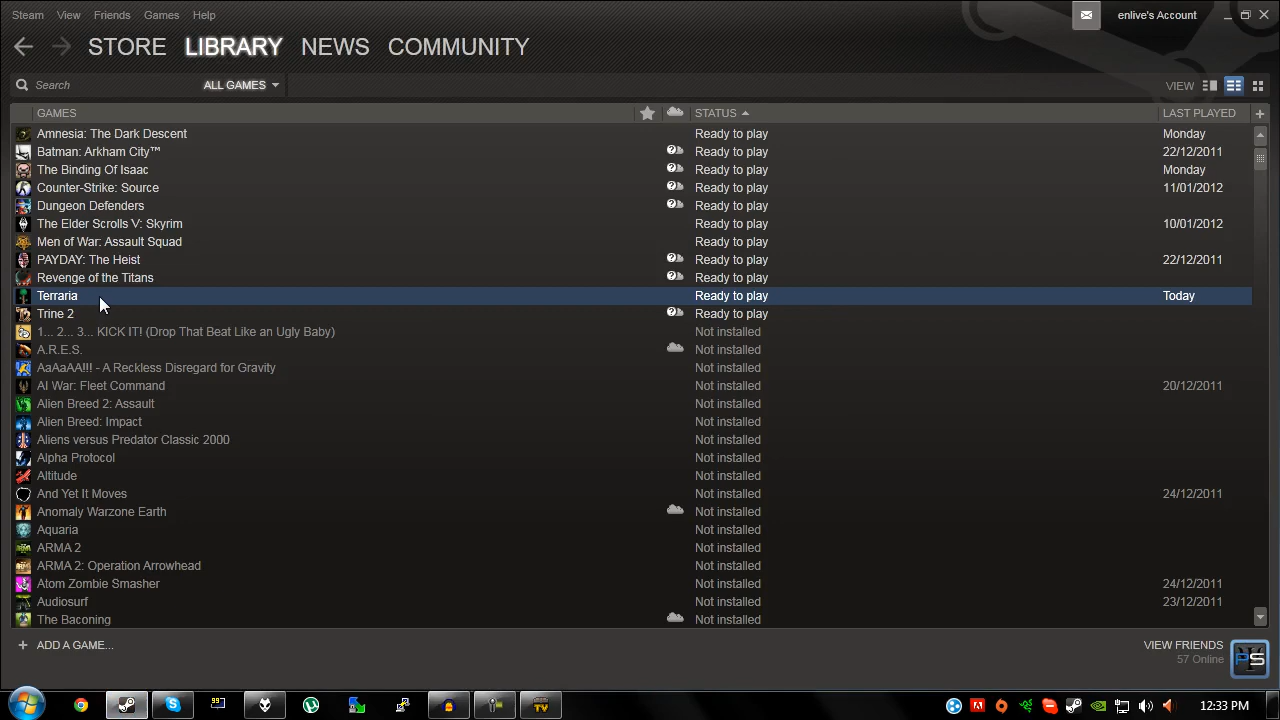 Steam View Friends Games Help enlive's Account
STORE LIBRARY NEWS COMMUNITY
Search ALL GAMES VIEW
GAMES STATUS LAST PLAYED +
Amnesia: The Dark Descent Ready to play Monday
Batman: Arkham City™ Ready to play 22/12/2011
The Binding Of Isaac Ready to play Monday
Counter-Strike: Source Ready to play 11/01/2012
Dungeon Defenders Ready to play
The Elder Scrolls V: Skyrim Ready to play 10/01/2012
Men of War: Assault Squad Ready to play
PAYDAY: The Heist Ready to play 22/12/2011
Revenge of the Titans Ready to play
Terraria Ready to play Today
Trine 2 Ready to play
1... 2... 3... KICK IT! (Drop That Beat Like an Ugly Baby) Not installed
A.R.E.S. Not installed
AaAaAA!!! - A Reckless Disregard for Gravity Not installed
AI War: Fleet Command Not installed 20/12/2011
Alien Breed 2: Assault Not installed
Alien Breed: Impact Not installed
Aliens versus Predator Classic 2000 Not installed
Alpha Protocol Not installed
Altitude Not installed
And Yet It Moves Not installed 24/12/2011
Anomaly Warzone Earth Not installed
Aquaria Not installed
ARMA 2 Not installed
ARMA 2: Operation Arrowhead Not installed
Atom Zombie Smasher Not installed 24/12/2011
Audiosurf Not installed 23/12/2011
The Baconing Not installed
+ ADD A GAME... VIEW FRIENDS
57 Online
PS
TV 12:33 PM